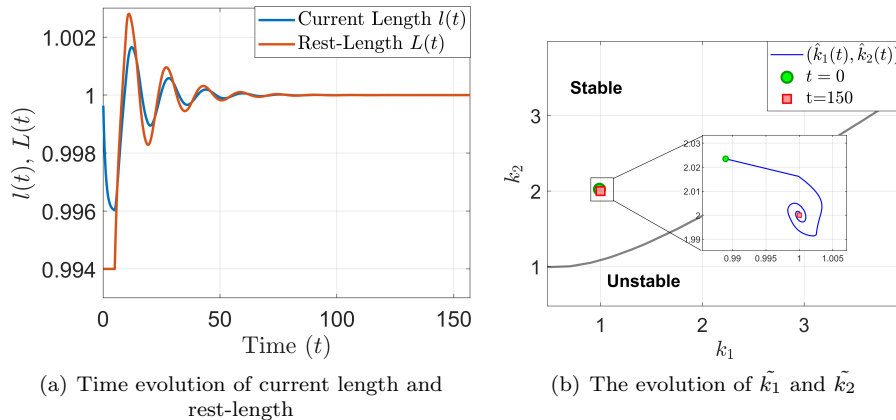 Current Length l(t)
Rest-Length L(t)
1.002
1
0.998
0.996
0.994
l(t), L(t)
0
50
100
150
Time (t)
(a) Time evolution of current length and
rest-length
(k̂₁(t), k̂₂(t))
t = 0
t=150
Stable
Unstable
3
2
1
k₂
2.03
2.02
2.01
2
1.99
0.99
0.995
1
1.005
1
2
3
k₁
(b) The evolution of k̃₁ and k̃₂